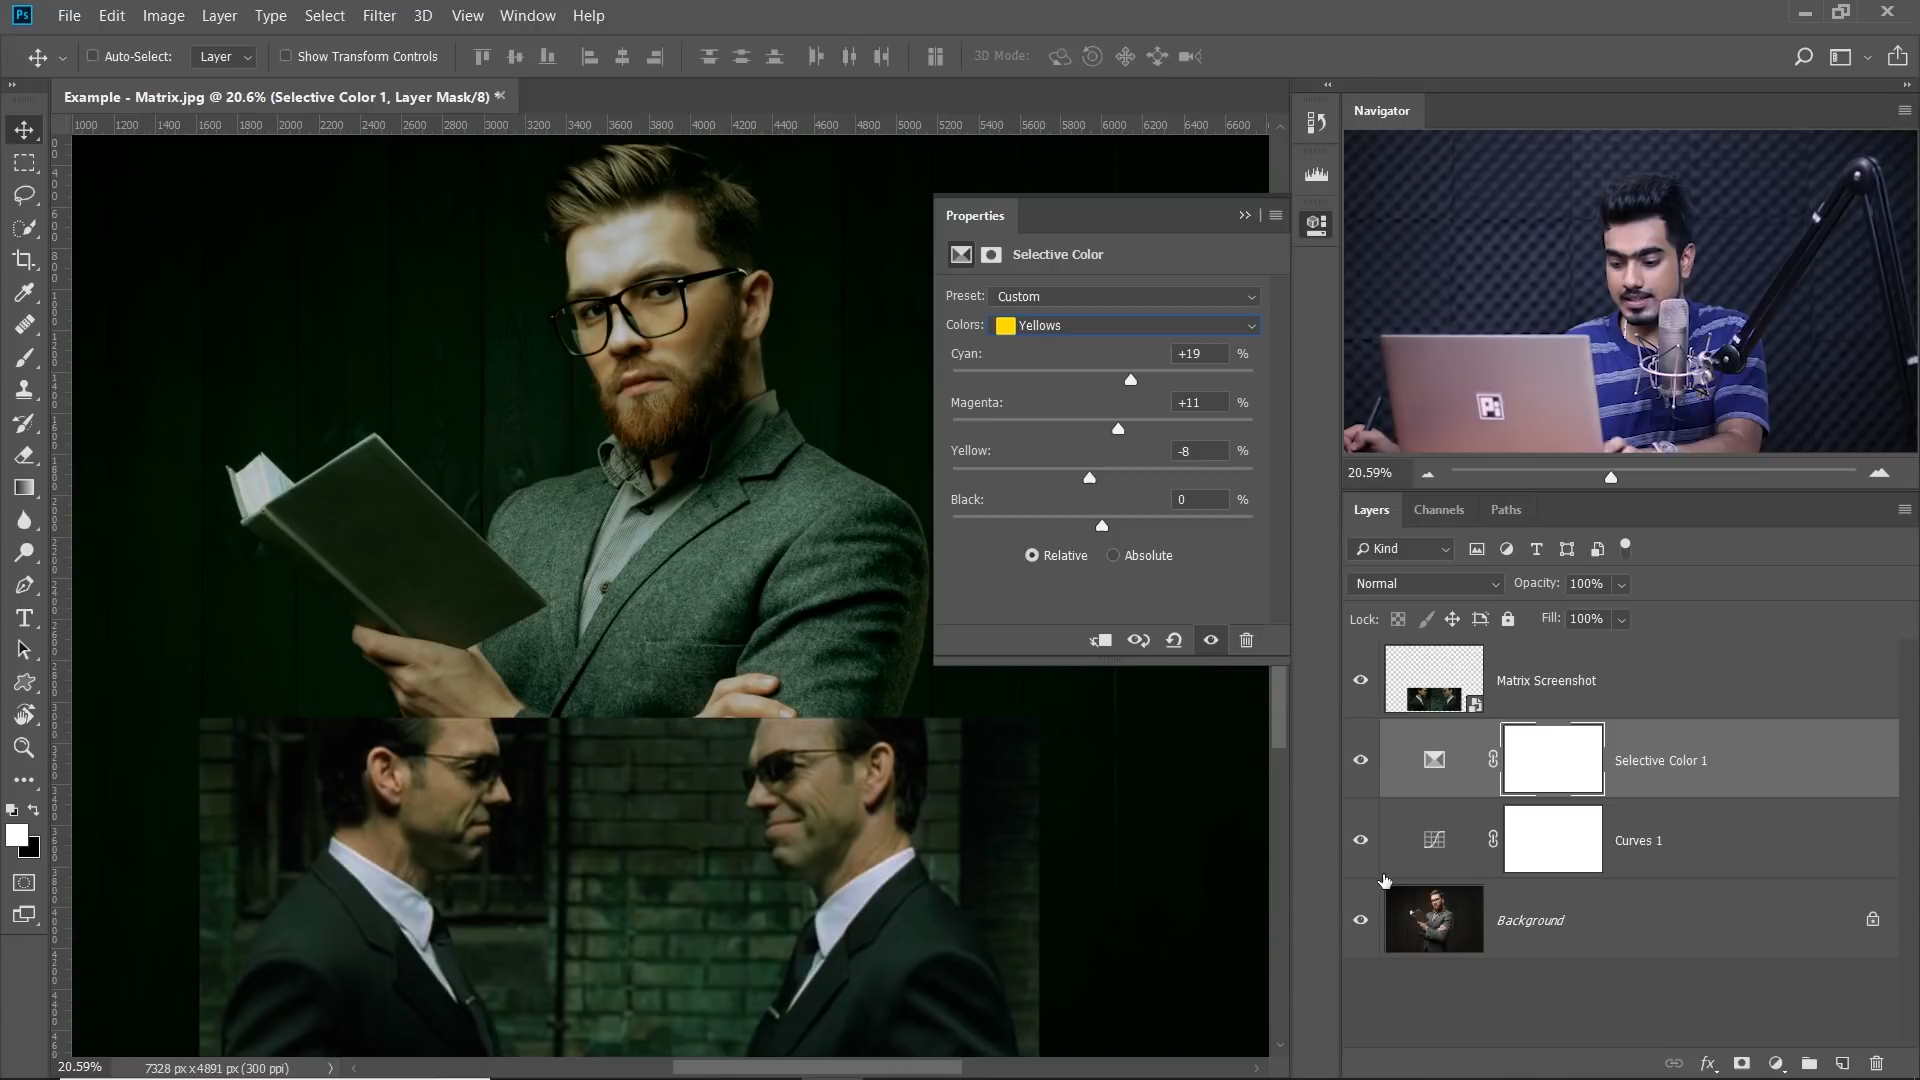 Ps File Edit Image Layer Type Select Filter 3D View Window Help
Auto-Select: Layer Show Transform Controls 3D Mode:
Example - Matrix.jpg @ 20.6% (Selective Color 1, Layer Mask/8) *
1000 1200 1400 1600 1800 2000 2200 2400 2600 2800 3000 3200 3400 3600 3800 4000 4200 4400 4600 4800 5000 5200 5400 5600 5800 6000 6200 6400 6600
Navigator
Properties
Selective Color
Preset: Custom
Colors: Yellows
Cyan: +19 %
Magenta: +11 %
Yellow: -8 %
Black: 0 %
Relative Absolute
Pi
20.59%
Layers Channels Paths
Kind
Normal Opacity: 100%
Lock: Fill: 100%
Matrix Screenshot
Selective Color 1
Curves 1
Background
fx
20.59% 7328 px x 4891 px (300 ppi)